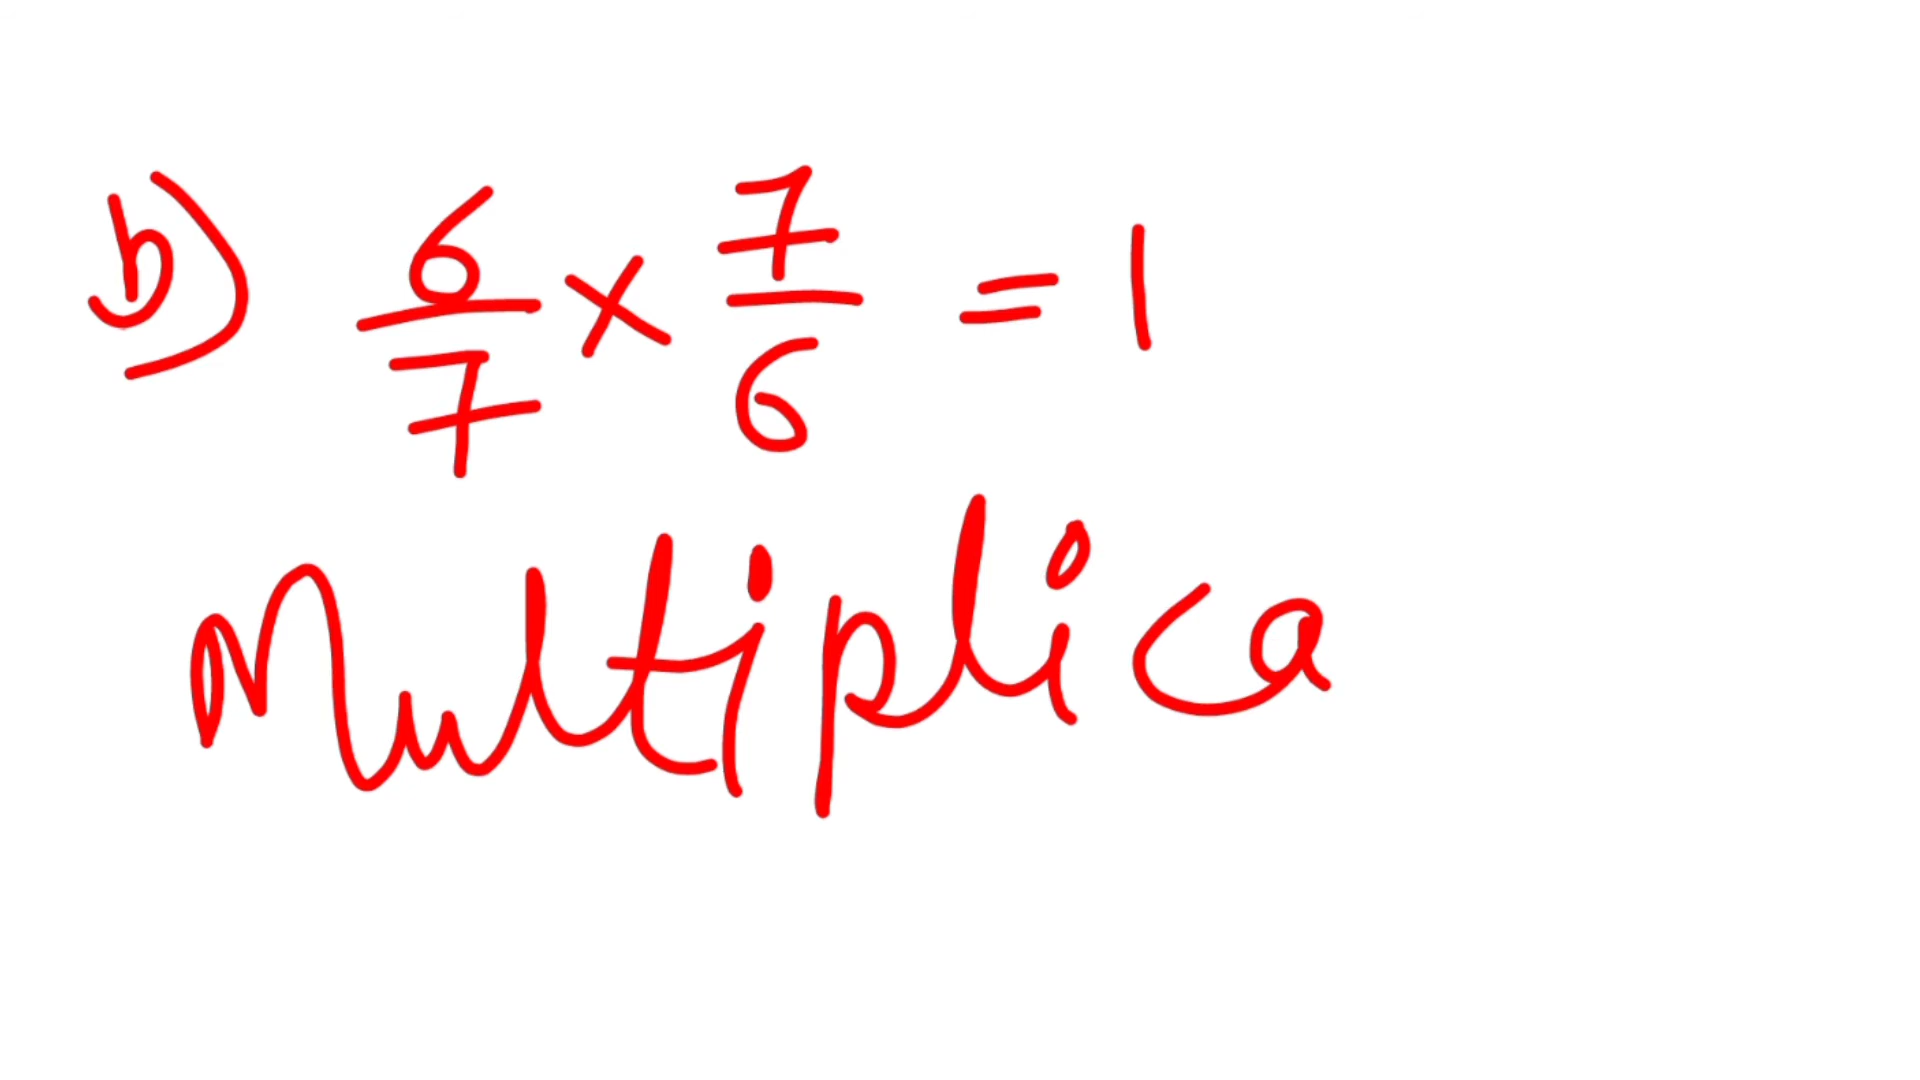 b) 6/7 × 7/6 = 1
Multiplica